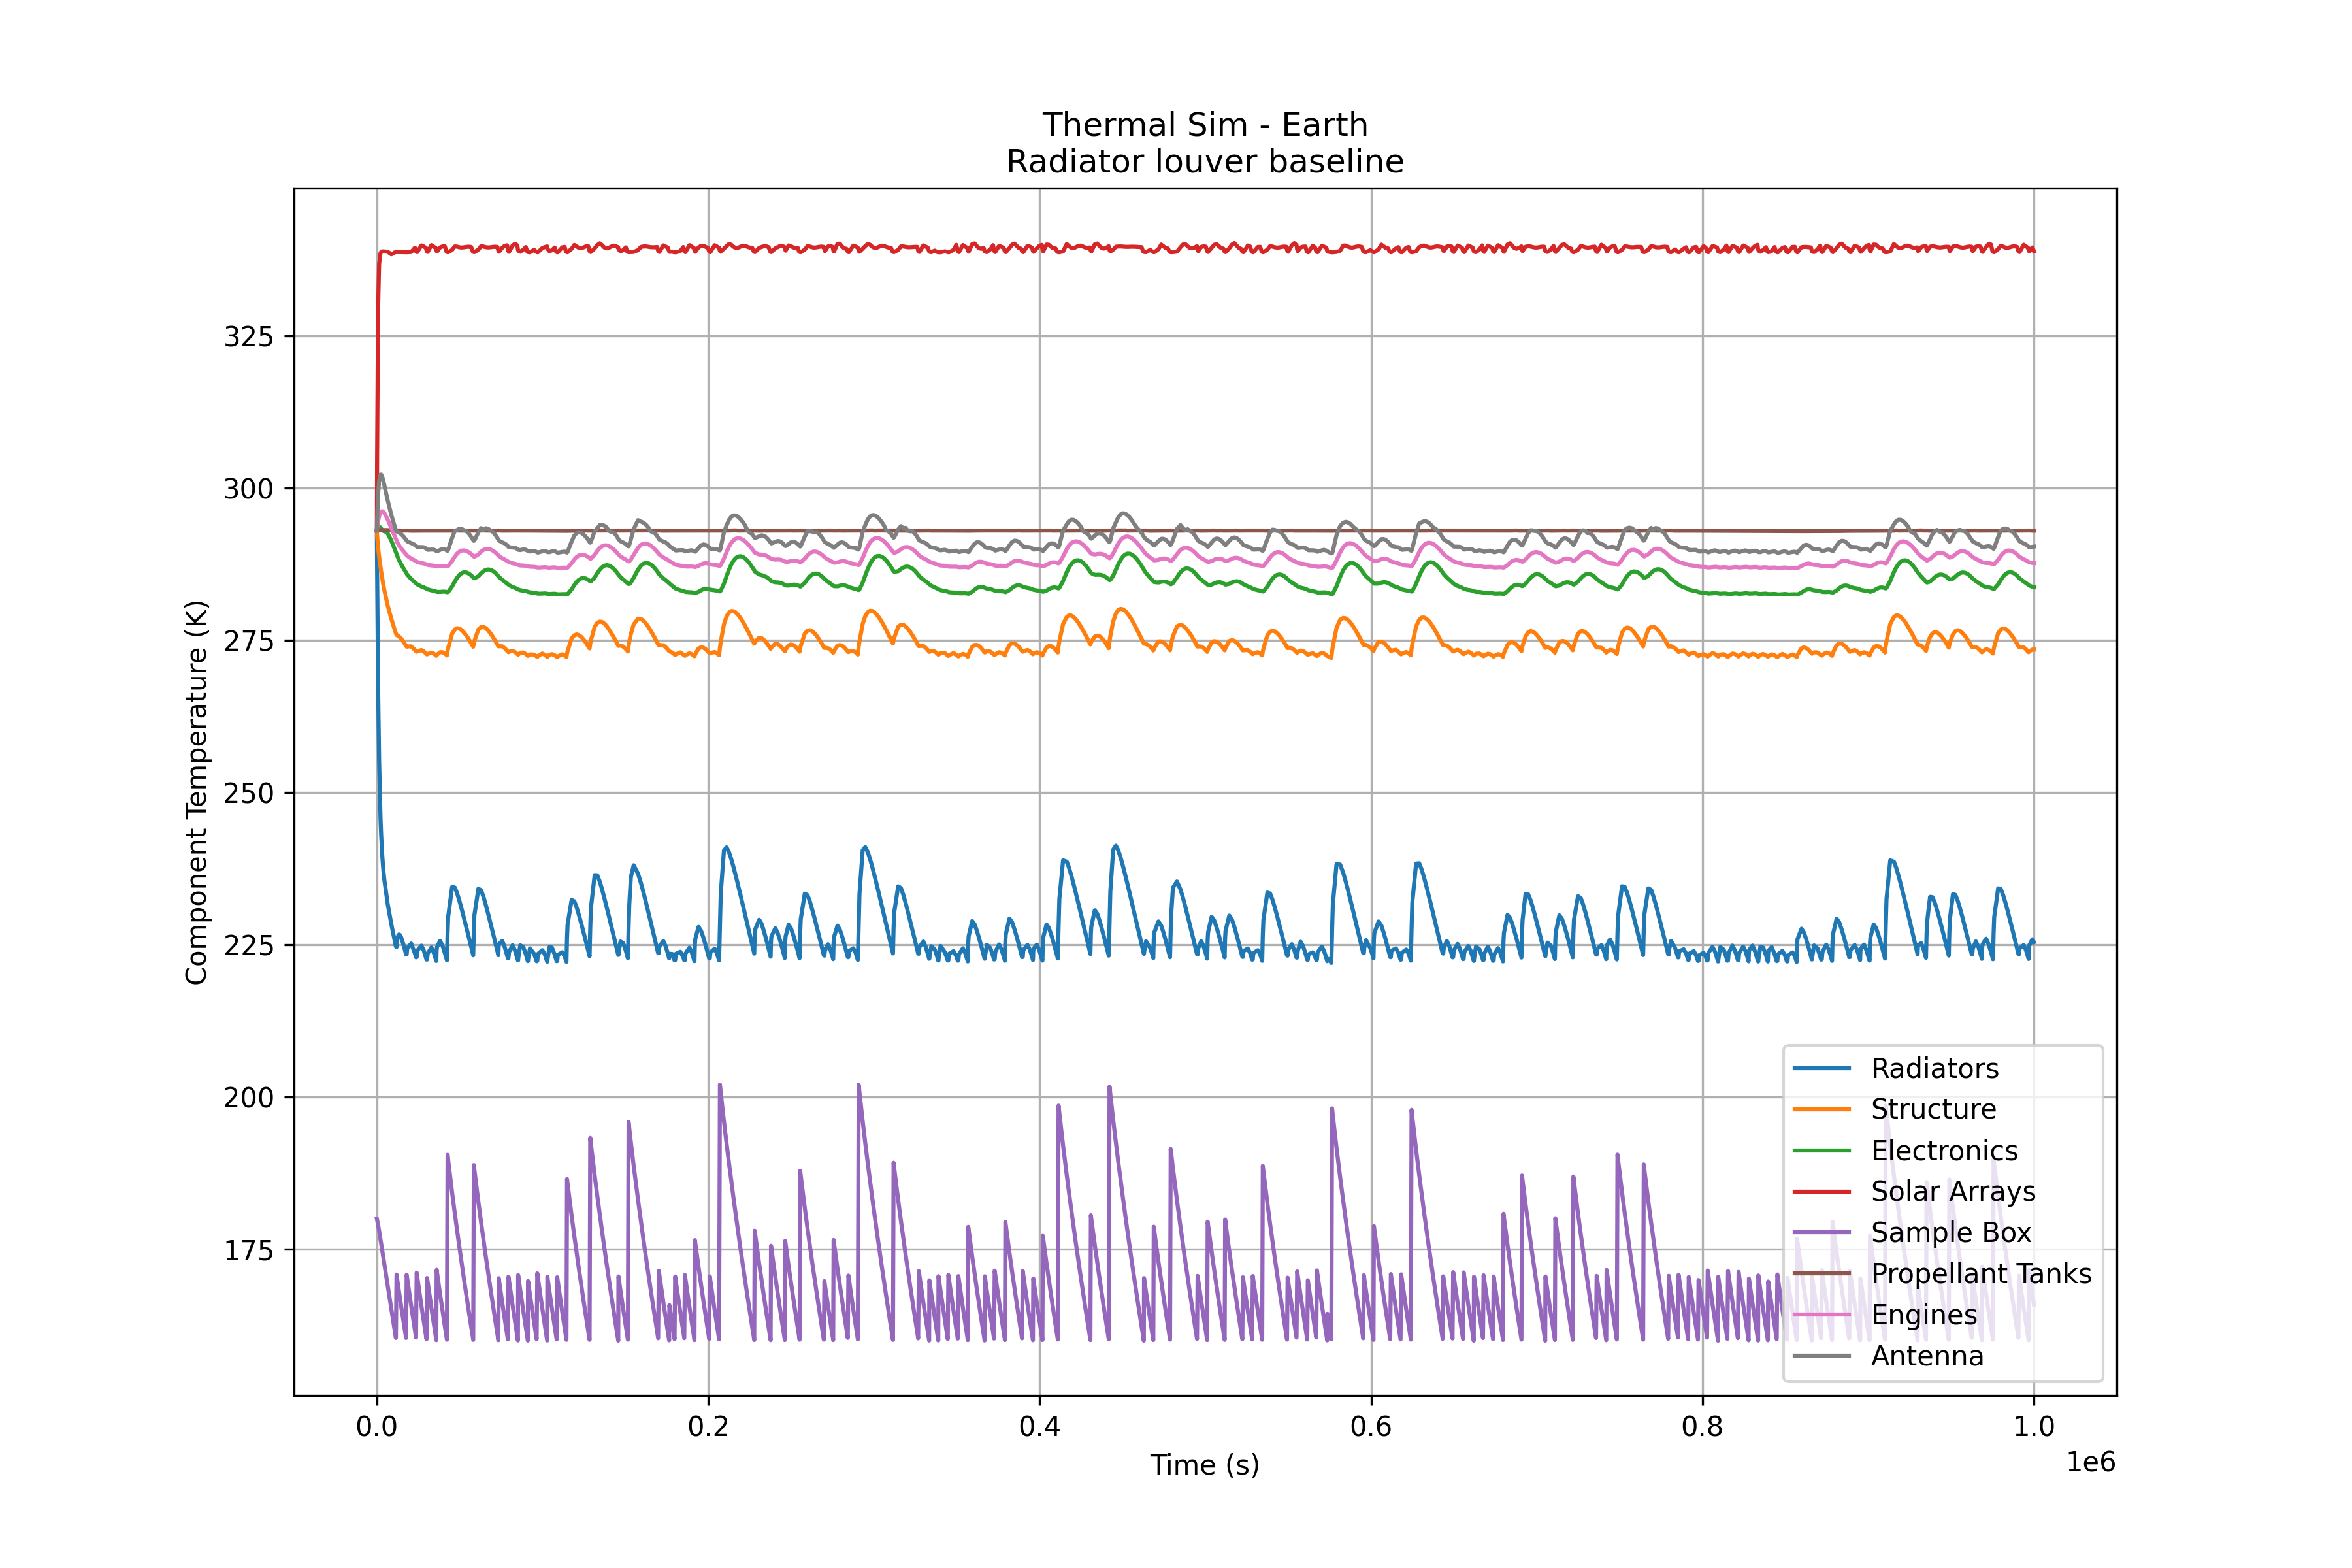 Thermal Sim - Earth
Radiator louver baseline
Component Temperature (K)
325
300
275
250
225
200
175
Radiators
Structure
Electronics
Solar Arrays
Sample Box
Propellant Tanks
Engines
Antenna
0.0 0.2 0.4 0.6 0.8 1.0
1e6
Time (s)